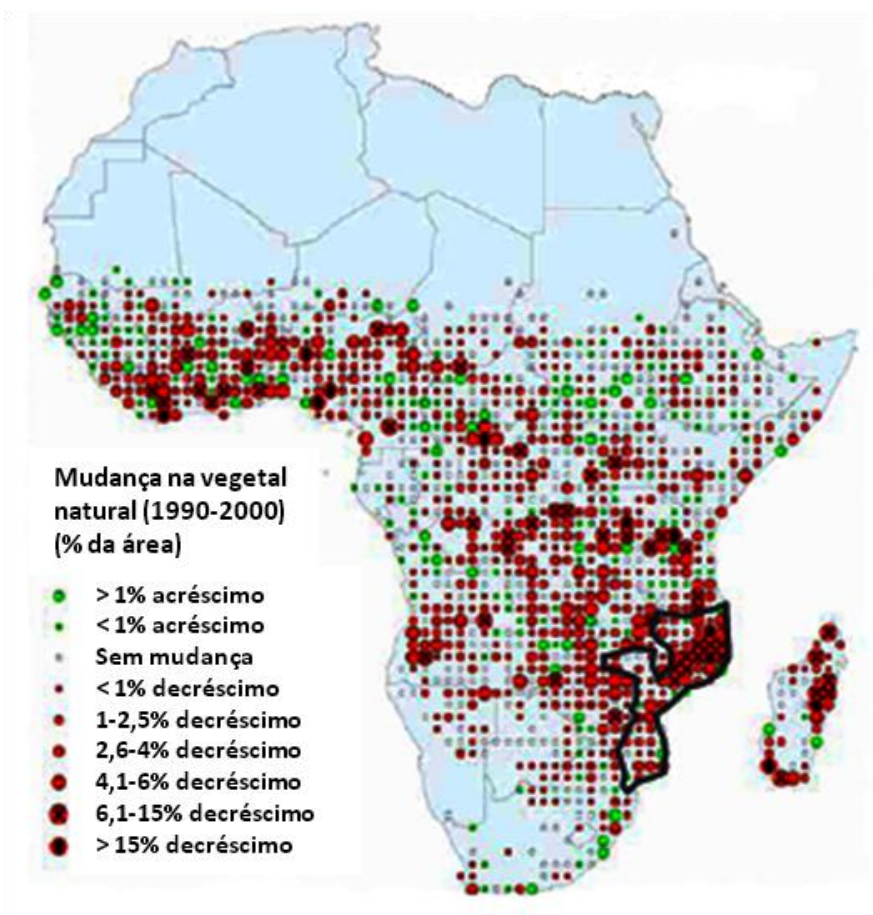 Mudança na vegetal
natural (1990-2000)
(% da área)
> 1% acréscimo
< 1% acréscimo
Sem mudança
< 1% decréscimo
1-2,5% decréscimo
2,6-4% decréscimo
4,1-6% decréscimo
6,1-15% decréscimo
> 15% decréscimo